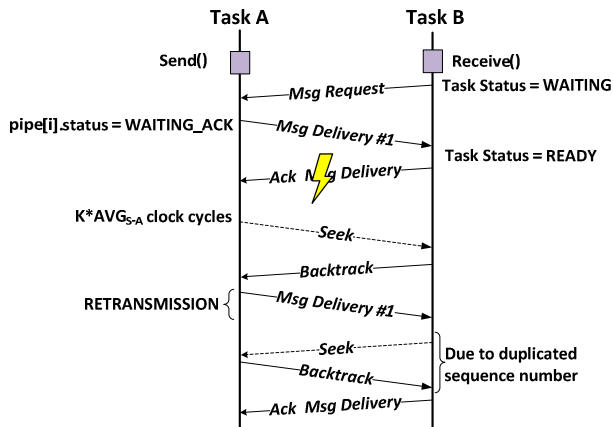 Task A
Task B
Send()
Receive()
Msg Request
Task Status = WAITING
pipe[i].status = WAITING_ACK
Msg Delivery #1
Task Status = READY
Ack Msg Delivery
K*AVG_S-A clock cycles
Seek
Backtrack
RETRANSMISSION
Msg Delivery #1
Seek
Due to duplicated
sequence number
Backtrack
Ack Msg Delivery